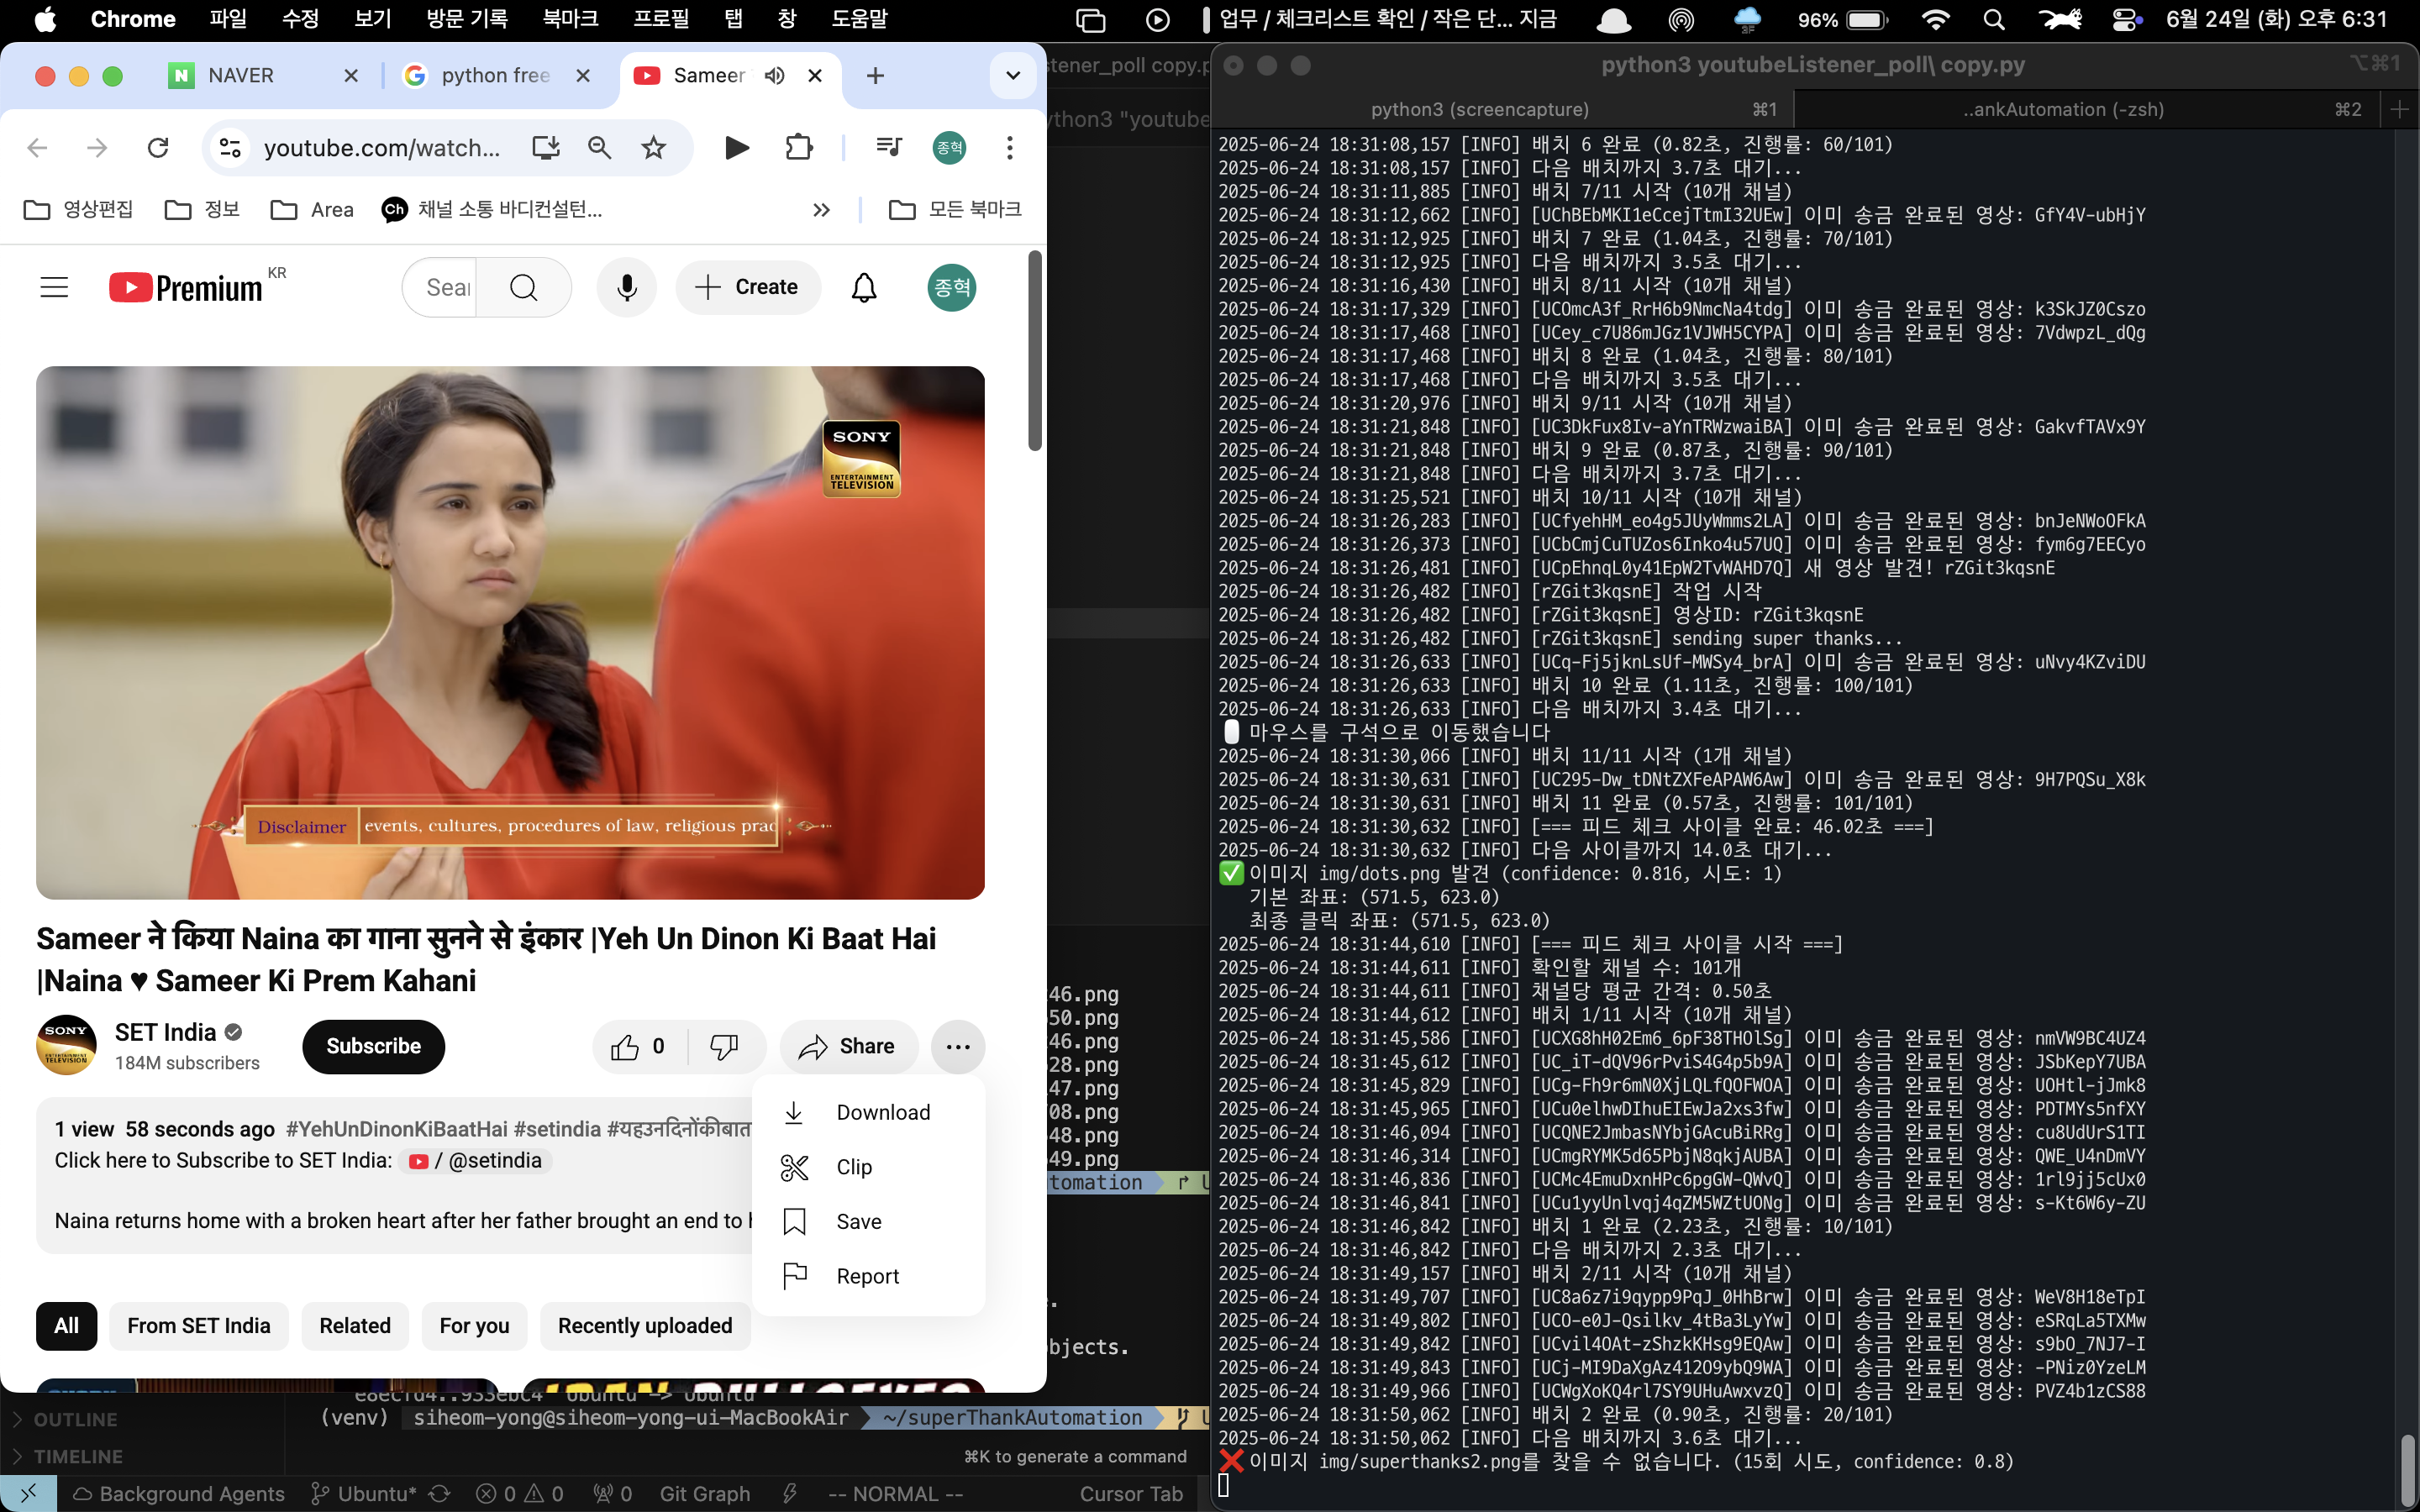 Chrome 파일 수정 보기 방문 기록 북마크 프로필 탭 창 도움말
업무 / 체크리스트 확인 / 작은 단... 지금 3F 96% 6월 24일 (화) 오후 6:31
NAVER
python free
Sameer
youtube.com/watch...
종혁
영상편집 정보 Area Ch 채널 소통 바디컨설턴... 모든 북마크
Premium KR
Create
종혁
SONY
ENTERTAINMENT
TELEVISION
Disclaimer events, cultures, procedures of law, religious prac
Sameer ने किया Naina का गाना सुनने से इंकार |Yeh Un Dinon Ki Baat Hai
|Naina ♥ Sameer Ki Prem Kahani
SONY
SET India
184M subscribers
Subscribe
0
Share
Download
Clip
Save
Report
1 view 58 seconds ago #YehUnDinonKiBaatHai #setindia #यहउनदिनोंकीबात
Click here to Subscribe to SET India: / @setindia
Naina returns home with a broken heart after her father brought an end to
All From SET India Related For you Recently uploaded
stener_poll copy.p
ython3 "youtube
46.png
50.png
46.png
28.png
47.png
08.png
48.png
49.png
tomation
bjects.
e8ecfd4..933ebc4 Ubuntu -> Ubuntu
(venv) siheom-yong@siheom-yong-ui-MacBookAir ~/superThankAutomation
OUTLINE
TIMELINE
⌘K to generate a command
Background Agents Ubuntu* 0 0 0 Git Graph -- NORMAL -- Cursor Tab
python3 youtubeListener_poll\ copy.py ⌥⌘1
python3 (screencapture) ⌘1
..ankAutomation (-zsh) ⌘2
2025-06-24 18:31:08,157 [INFO] 배치 6 완료 (0.82초, 진행률: 60/101)
2025-06-24 18:31:08,157 [INFO] 다음 배치까지 3.7초 대기...
2025-06-24 18:31:11,885 [INFO] 배치 7/11 시작 (10개 채널)
2025-06-24 18:31:12,662 [INFO] [UChBEbMKI1eCcejTtmI32UEw] 이미 송금 완료된 영상: GfY4V-ubHjY
2025-06-24 18:31:12,925 [INFO] 배치 7 완료 (1.04초, 진행률: 70/101)
2025-06-24 18:31:12,925 [INFO] 다음 배치까지 3.5초 대기...
2025-06-24 18:31:16,430 [INFO] 배치 8/11 시작 (10개 채널)
2025-06-24 18:31:17,329 [INFO] [UCOmcA3f_RrH6b9NmcNa4tdg] 이미 송금 완료된 영상: k3SkJZ0Cszo
2025-06-24 18:31:17,468 [INFO] [UCey_c7U86mJGz1VJWH5CYPA] 이미 송금 완료된 영상: 7VdwpzL_dQg
2025-06-24 18:31:17,468 [INFO] 배치 8 완료 (1.04초, 진행률: 80/101)
2025-06-24 18:31:17,468 [INFO] 다음 배치까지 3.5초 대기...
2025-06-24 18:31:20,976 [INFO] 배치 9/11 시작 (10개 채널)
2025-06-24 18:31:21,848 [INFO] [UC3DkFux8Iv-aYnTRWzwaiBA] 이미 송금 완료된 영상: GakvfTAVx9Y
2025-06-24 18:31:21,848 [INFO] 배치 9 완료 (0.87초, 진행률: 90/101)
2025-06-24 18:31:21,848 [INFO] 다음 배치까지 3.7초 대기...
2025-06-24 18:31:25,521 [INFO] 배치 10/11 시작 (10개 채널)
2025-06-24 18:31:26,283 [INFO] [UCfyehHM_eo4g5JUyWmms2LA] 이미 송금 완료된 영상: bnJeNWoOFkA
2025-06-24 18:31:26,373 [INFO] [UCbCmjCuTUZos6Inko4u57UQ] 이미 송금 완료된 영상: fym6g7EECyo
2025-06-24 18:31:26,481 [INFO] [UCpEhnqL0y41EpW2TvWAHD7Q] 새 영상 발견! rZGit3kqsnE
2025-06-24 18:31:26,482 [INFO] [rZGit3kqsnE] 작업 시작
2025-06-24 18:31:26,482 [INFO] [rZGit3kqsnE] 영상ID: rZGit3kqsnE
2025-06-24 18:31:26,482 [INFO] [rZGit3kqsnE] sending super thanks...
2025-06-24 18:31:26,633 [INFO] [UCq-Fj5jknLsUf-MWSy4_brA] 이미 송금 완료된 영상: uNvy4KZviDU
2025-06-24 18:31:26,633 [INFO] 배치 10 완료 (1.11초, 진행률: 100/101)
2025-06-24 18:31:26,633 [INFO] 다음 배치까지 3.4초 대기...
마우스를 구석으로 이동했습니다
2025-06-24 18:31:30,066 [INFO] 배치 11/11 시작 (1개 채널)
2025-06-24 18:31:30,631 [INFO] [UC295-Dw_tDNtZXFeAPAW6Aw] 이미 송금 완료된 영상: 9H7PQSu_X8k
2025-06-24 18:31:30,631 [INFO] 배치 11 완료 (0.57초, 진행률: 101/101)
2025-06-24 18:31:30,632 [INFO] [=== 피드 체크 사이클 완료: 46.02초 ===]
2025-06-24 18:31:30,632 [INFO] 다음 사이클까지 14.0초 대기...
✅ 이미지 img/dots.png 발견 (confidence: 0.816, 시도: 1)
기본 좌표: (571.5, 623.0)
최종 클릭 좌표: (571.5, 623.0)
2025-06-24 18:31:44,610 [INFO] [=== 피드 체크 사이클 시작 ===]
2025-06-24 18:31:44,611 [INFO] 확인할 채널 수: 101개
2025-06-24 18:31:44,611 [INFO] 채널당 평균 간격: 0.50초
2025-06-24 18:31:44,612 [INFO] 배치 1/11 시작 (10개 채널)
2025-06-24 18:31:45,586 [INFO] [UCXG8hH02Em6_6pF38THOlSg] 이미 송금 완료된 영상: nmVW9BC4UZ4
2025-06-24 18:31:45,612 [INFO] [UC_iT-dQV96rPviS4G4p5b9A] 이미 송금 완료된 영상: JSbKepY7UBA
2025-06-24 18:31:45,829 [INFO] [UCg-Fh9r6mN0XjLQLfQOFWOA] 이미 송금 완료된 영상: UOHtl-jJmk8
2025-06-24 18:31:45,965 [INFO] [UCu0elhwDIhuEIEwJa2xs3fw] 이미 송금 완료된 영상: PDTMYs5nfXY
2025-06-24 18:31:46,094 [INFO] [UCQNE2JmbasNYbjGAcuBiRRg] 이미 송금 완료된 영상: cu8UdUrS1TI
2025-06-24 18:31:46,314 [INFO] [UCmgRYMK5d65PbjN8qkjAUBA] 이미 송금 완료된 영상: QWE_U4nDmVY
2025-06-24 18:31:46,836 [INFO] [UCMc4EmuDxnHPc6pgGW-QWvQ] 이미 송금 완료된 영상: 1rl9jj5cUx0
2025-06-24 18:31:46,841 [INFO] [UCu1yyUnlvqj4qZM5WZtUONg] 이미 송금 완료된 영상: s-Kt6W6y-ZU
2025-06-24 18:31:46,842 [INFO] 배치 1 완료 (2.23초, 진행률: 10/101)
2025-06-24 18:31:46,842 [INFO] 다음 배치까지 2.3초 대기...
2025-06-24 18:31:49,157 [INFO] 배치 2/11 시작 (10개 채널)
2025-06-24 18:31:49,707 [INFO] [UC8a6z7i9qypp9PqJ_0HhBrw] 이미 송금 완료된 영상: WeV8H18eTpI
2025-06-24 18:31:49,802 [INFO] [UCO-e0J-Qsilkv_4tBa3LyYw] 이미 송금 완료된 영상: eSRqLa5TXMw
2025-06-24 18:31:49,842 [INFO] [UCvil4OAt-zShzkKHsg9EQAw] 이미 송금 완료된 영상: s9bO_7NJ7-I
2025-06-24 18:31:49,843 [INFO] [UCj-MI9DaXgAz412O9ybQ9WA] 이미 송금 완료된 영상: -PNiz0YzeLM
2025-06-24 18:31:49,966 [INFO] [UCWgXoKQ4rl7SY9UHuAwxvzQ] 이미 송금 완료된 영상: PVZ4b1zCS88
2025-06-24 18:31:50,062 [INFO] 배치 2 완료 (0.90초, 진행률: 20/101)
2025-06-24 18:31:50,062 [INFO] 다음 배치까지 3.6초 대기...
❌ 이미지 img/superthanks2.png를 찾을 수 없습니다. (15회 시도, confidence: 0.8)